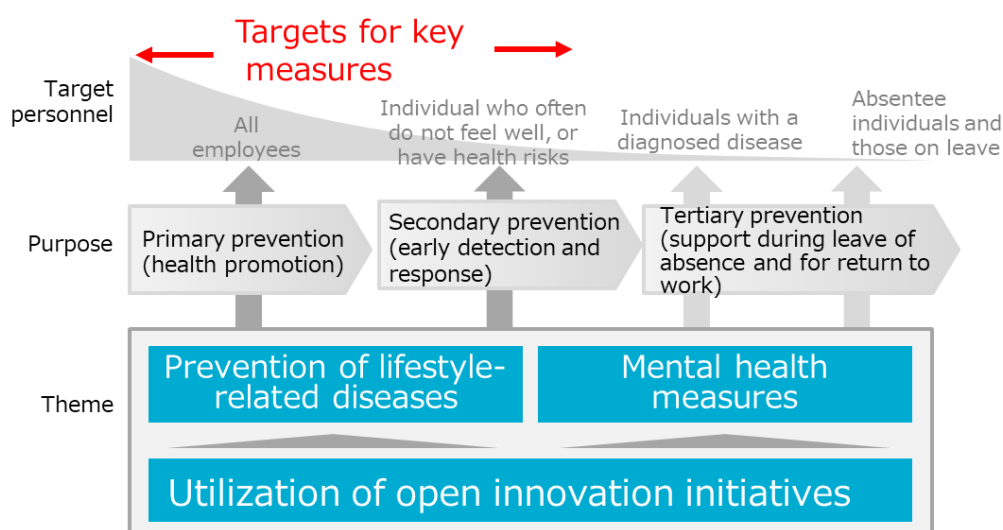 Targets for key
measures
Target
personnel
All
employees
Individual who often
do not feel well, or
have health risks
Individuals with a
diagnosed disease
Absentee
individuals and
those on leave
Purpose
Primary prevention
(health promotion)
Secondary prevention
(early detection and
response)
Tertiary prevention
(support during leave of
absence and for return to
work)
Theme
Prevention of lifestyle-
related diseases
Mental health
measures
Utilization of open innovation initiatives